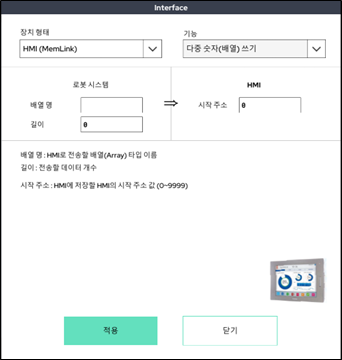 Interface
장치 형태
기능
HMI (MemLink)
다중 숫자(배열) 쓰기
로봇 시스템
HMI
배열 명
⇒
시작 주소
0
길이
0
배열 명 : HMI로 전송할 배열(Array) 타입 이름
길이 : 전송할 데이터 개수
시작 주소 : HMI에 저장할 HMI의 시작 주소 값 (0~9999)
적용
닫기